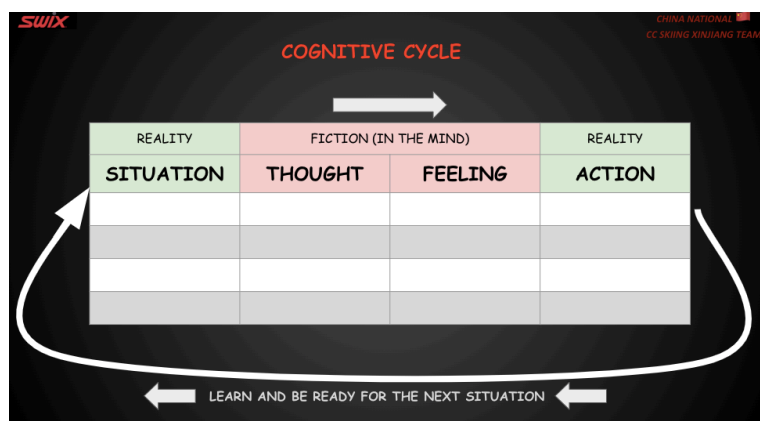 SWIX
CHINA NATIONAL
CC SKIING XINJIANG TEAM
COGNITIVE CYCLE
REALITY FICTION (IN THE MIND) REALITY
SITUATION THOUGHT FEELING ACTION
LEARN AND BE READY FOR THE NEXT SITUATION